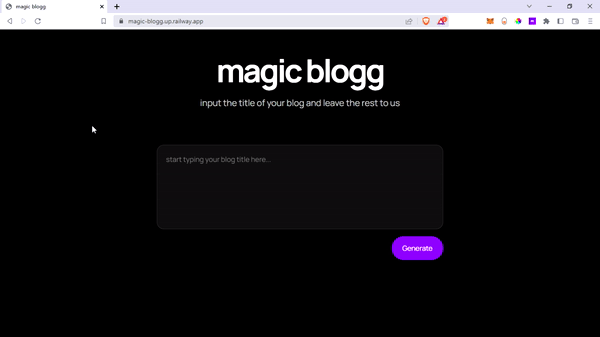 magic blogg
magic-blogg.up.railway.app
magic blogg
input the title of your blog and leave the rest to us
start typing your blog title here...
Generate